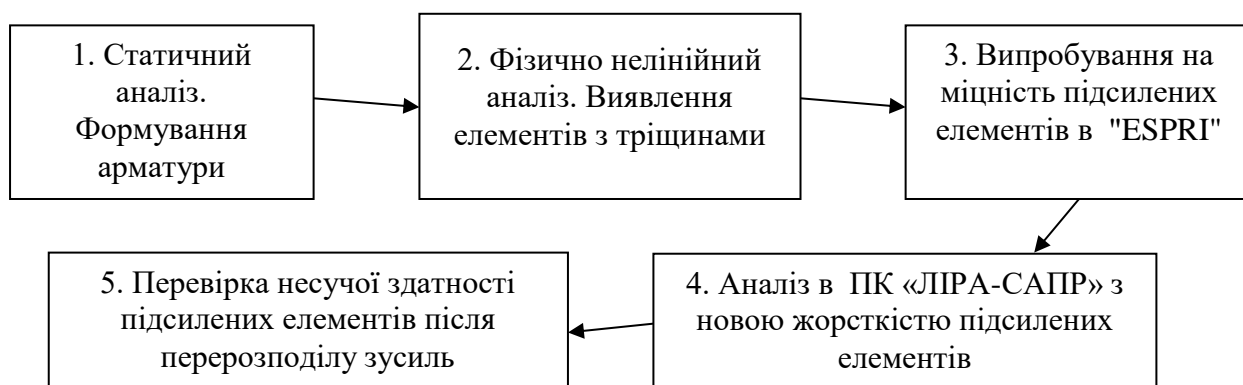 1. Статичний
аналіз.
Формування
арматури
2. Фізично нелінійний
аналіз. Виявлення
елементів з тріщинами
3. Випробування на
міцність підсилених
елементів в "ESPRI"
4. Аналіз в ПК «ЛІРА-САПР» з
новою жорсткістю підсилених
елементів
5. Перевірка несучої здатності
підсилених елементів після
перерозподілу зусиль